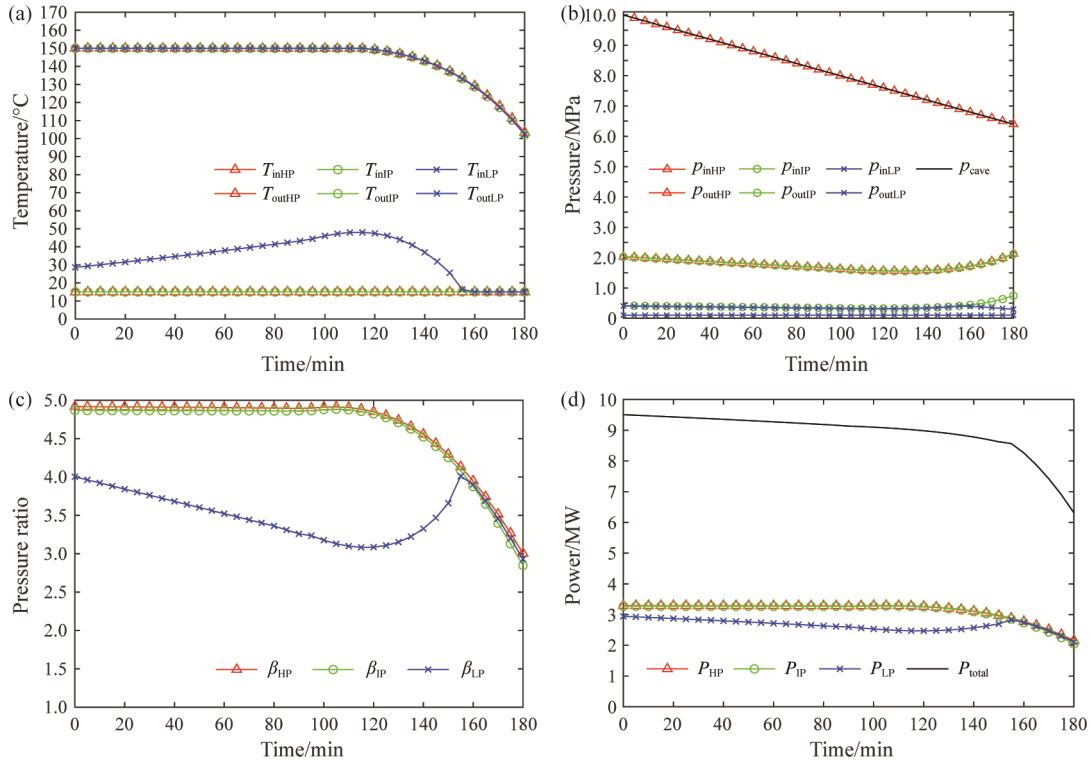 (a)
170
160
150
140
130
120
110
100
90
80
70
60
50
40
30
20
10
0
Temperature/°C
T_inHP T_inIP T_inLP
T_outHP T_outIP T_outLP
0 20 40 60 80 100 120 140 160 180
Time/min
(b)
10.0
9.0
8.0
7.0
6.0
5.0
4.0
3.0
2.0
1.0
0
Pressure/MPa
p_inHP p_inIP p_inLP p_cave
p_outHP p_outIP p_outLP
0 20 40 60 80 100 120 140 160 180
Time/min
(c)
5.0
4.5
4.0
3.5
3.0
2.5
2.0
1.5
1.0
Pressure ratio
β_HP β_IP β_LP
0 20 40 60 80 100 120 140 160 180
Time/min
(d)
10
9
8
7
6
5
4
3
2
1
0
Power/MW
P_HP P_IP P_LP P_total
0 20 40 60 80 100 120 140 160 180
Time/min